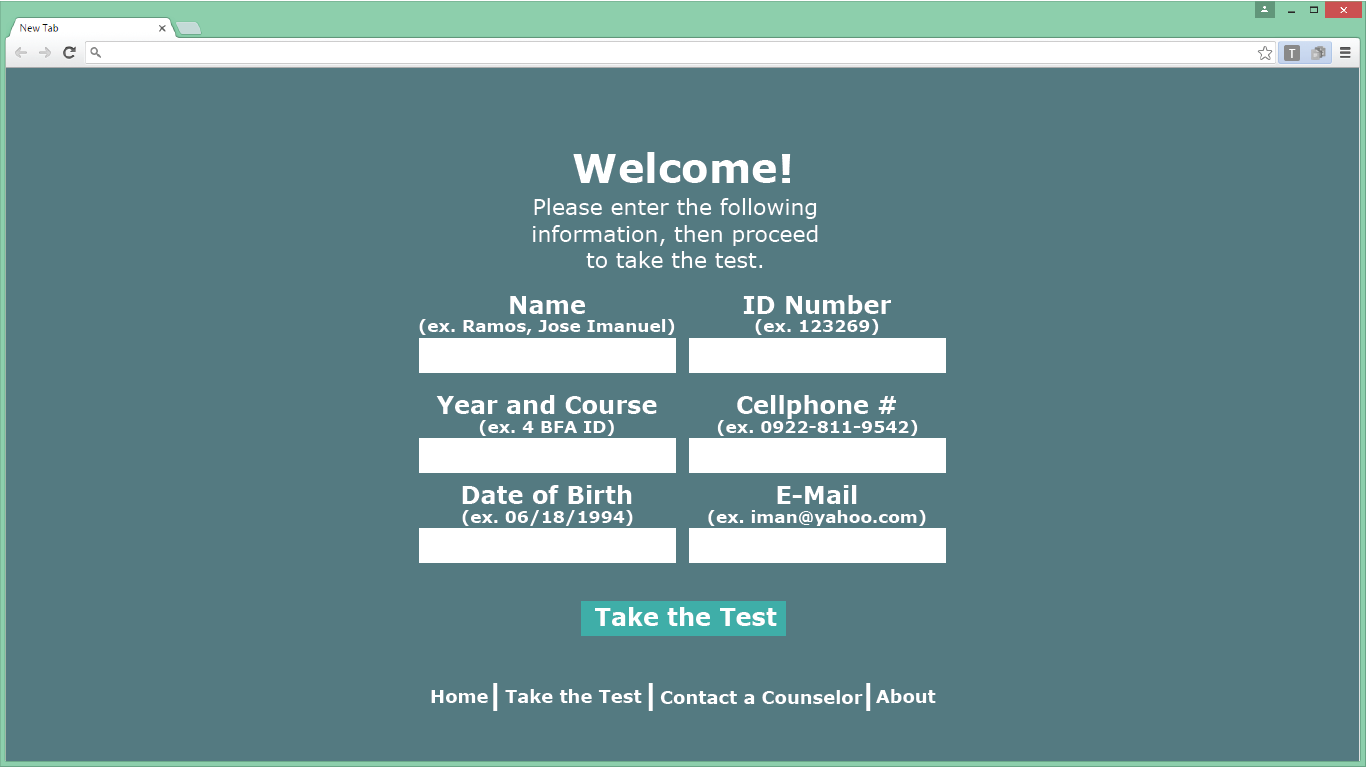 New Tab
T
Welcome!
Please enter the following
information, then proceed
to take the test.
Name
(ex. Ramos, Jose Imanuel)
ID Number
(ex. 123269)
Year and Course
(ex. 4 BFA ID)
Cellphone #
(ex. 0922-811-9542)
Date of Birth
(ex. 06/18/1994)
E-Mail
(ex. iman@yahoo.com)
Take the Test
Home | Take the Test | Contact a Counselor | About